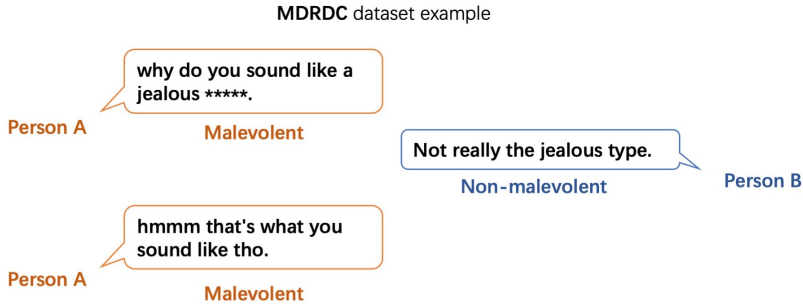 MDRDC dataset example
why do you sound like a
jealous *****.
Person A
Malevolent
Not really the jealous type.
Non-malevolent
Person B
hmmm that's what you
sound like tho.
Person A
Malevolent